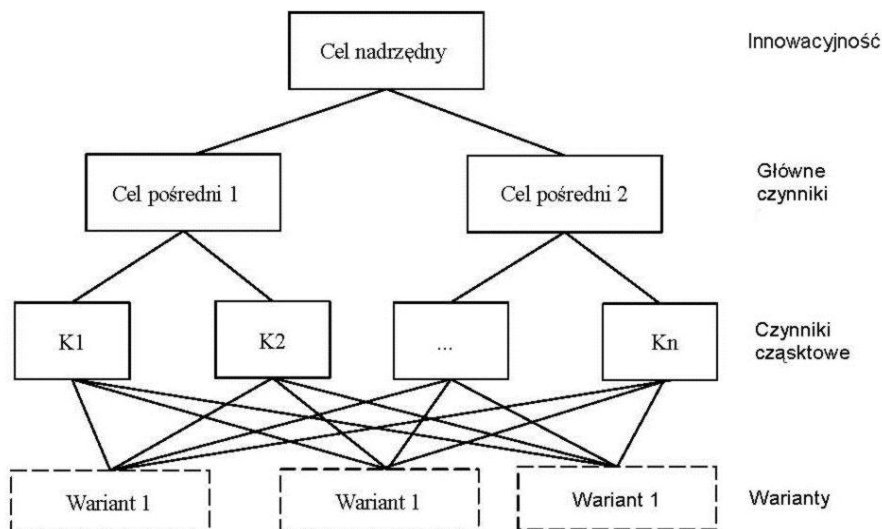 Cel nadrzędny
Innowacyjność
Cel pośredni 1
Cel pośredni 2
Główne
czynniki
K1
K2
...
Kn
Czynniki
cząsktowe
Wariant 1
Wariant 1
Wariant 1
Warianty